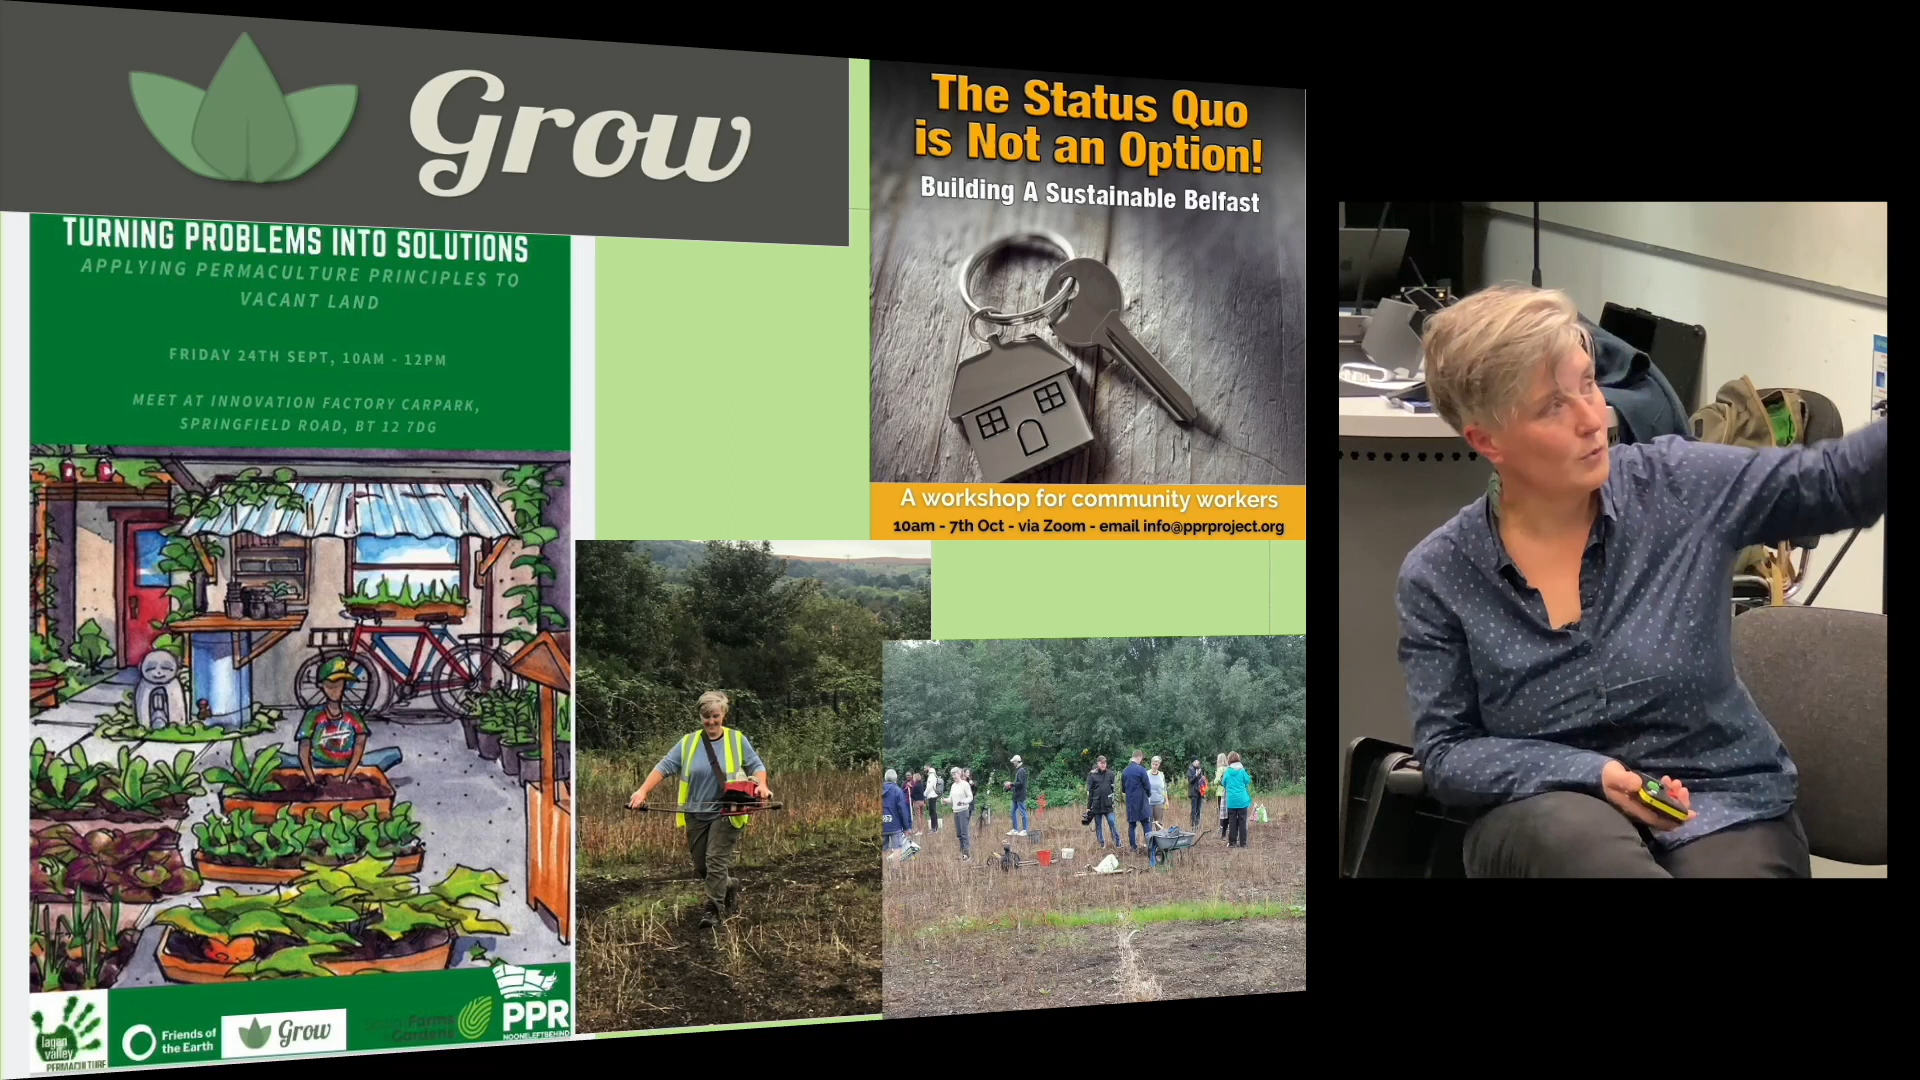 Grow
TURNING PROBLEMS INTO SOLUTIONS
APPLYING PERMACULTURE PRINCIPLES TO
VACANT LAND
FRIDAY 24TH SEPT, 10AM - 12PM
MEET AT INNOVATION FACTORY CARPARK,
SPRINGFIELD ROAD, BT 12 7DG
lagan
valley
PERMACULTURE
Friends of
the Earth
Grow
Farms
Gardens
PPR
NOONELEFTBEHIND
The Status Quo
is Not an Option!
Building A Sustainable Belfast
A workshop for community workers
10am - 7th Oct - via Zoom - email info@pprproject.org